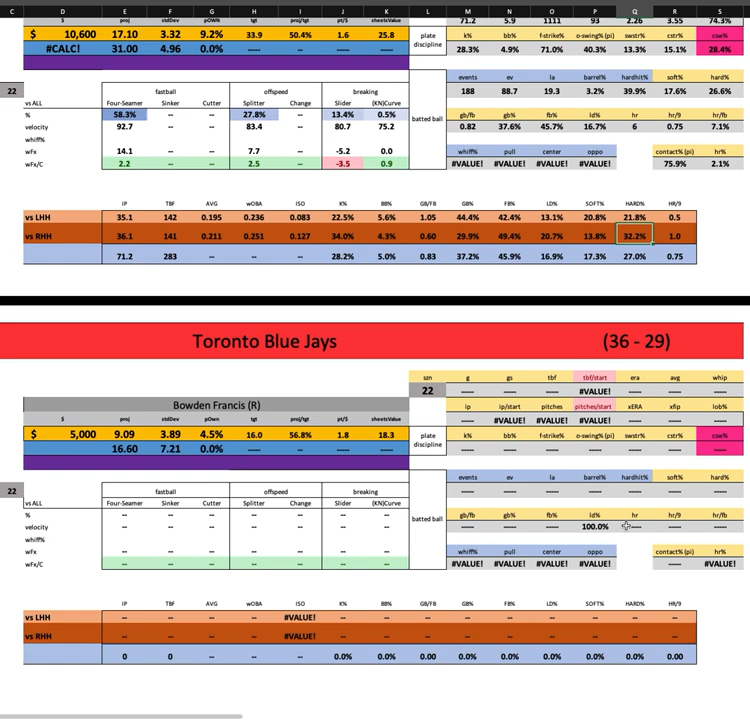 C D E F G H I J K L M N O P Q R S
$ proj stdDev pOWN tgt proj/tgt pt/$ sheetsValue 71.2 5.9 1111 93 2.26 3.55 74.3%
$ 10,600 17.10 3.32 9.2% 33.9 50.4% 1.6 25.8 plate discipline k% bb% f-strike% o-swing% (pi) swstr% cstr% csw%
#CALC! 31.00 4.96 0.0% ---- --- ---- ---- 28.3% 4.9% 71.0% 40.3% 13.3% 15.1% 28.4%
events ev la barrel% hardhit% soft% hard%
22 fastball offspeed breaking 188 88.7 19.3 3.2% 39.9% 17.6% 26.6%
vs ALL Four-Seamer Sinker Cutter Splitter Change Slider (KN)Curve
% 58.3% -- -- 27.8% -- 13.4% 0.5% batted ball gb/fb gb% fb% ld% hr hr/9 hr/fb
velocity 92.7 -- -- 83.4 -- 80.7 75.2 0.82 37.6% 45.7% 16.7% 6 0.75 7.1%
whiff%
wFx 14.1 -- -- 7.7 -- -5.2 0.0 whiff% pull center oppo contact% (pi) hr%
wFx/C 2.2 -- -- 2.5 -- -3.5 0.9 #VALUE! #VALUE! #VALUE! #VALUE! 75.9% 2.1%
IP TBF AVG wOBA ISO K% BB% GB/FB GB% FB% LD% SOFT% HARD% HR/9
vs LHH 35.1 142 0.195 0.236 0.083 22.5% 5.6% 1.05 44.4% 42.4% 13.1% 20.8% 21.8% 0.5
vs RHH 36.1 141 0.211 0.251 0.127 34.0% 4.3% 0.60 29.9% 49.4% 20.7% 13.8% 32.2% 1.0
71.2 283 -- -- -- 28.2% 5.0% 0.83 37.2% 45.9% 16.9% 17.3% 27.0% 0.75
Toronto Blue Jays (36 - 29)
szn g gs tbf tbf/start era avg whip
22 ---- ---- ---- #VALUE! ---- ---- ----
Bowden Francis (R) ip ip/start pitches pitches/start xERA xfip lob%
$ proj stdDev pOwn tgt proj/tgt pt/$ sheetsValue ---- #VALUE! #VALUE! #VALUE! ---- ---- ----
$ 5,000 9.09 3.89 4.5% 16.0 56.8% 1.8 18.3 plate discipline k% bb% f-strike% o-swing% (pi) swstr% cstr% csw%
16.60 7.21 0.0% ---- --- ---- ---- ---- ---- ---- ---- ---- ---- ----
events ev la barrel% hardhit% soft% hard%
22 fastball offspeed breaking ---- ---- ---- ---- ---- ---- ----
vs ALL Four-Seamer Sinker Cutter Splitter Change Slider (KN)Curve
% -- -- -- -- -- -- -- batted ball gb/fb gb% fb% ld% hr hr/9 hr/fb
velocity -- -- -- -- -- -- -- ---- ---- ---- 100.0% ---- ---- ----
whiff%
wFx -- -- -- -- -- -- -- whiff% pull center oppo contact% (pi) hr%
wFx/C -- -- -- -- -- -- -- #VALUE! #VALUE! #VALUE! #VALUE! ---- #VALUE!
IP TBF AVG wOBA ISO K% BB% GB/FB GB% FB% LD% SOFT% HARD% HR/9
vs LHH -- -- -- -- #VALUE! -- -- -- -- -- -- -- -- --
vs RHH -- -- -- -- #VALUE! -- -- -- -- -- -- -- -- --
0 0 -- -- -- 0.0% 0.0% 0.00 0.0% 0.0% 0.0% 0.0% 0.0% 0.00